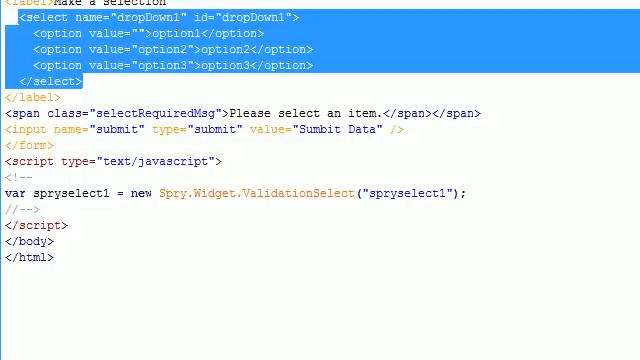 <label>Make a selection
<select name="dropDown1" id="dropDown1">
<option value="">option1</option>
<option value="option2">option2</option>
<option value="option3">option3</option>
</select>
</label>
<span class="selectRequiredMsg">Please select an item.</span></span>
<input name="submit" type="submit" value="Sumbit Data" />
</form>
<script type="text/javascript">
<!--
var spryselect1 = new Spry.Widget.ValidationSelect("spryselect1");
//-->
</script>
</body>
</html>